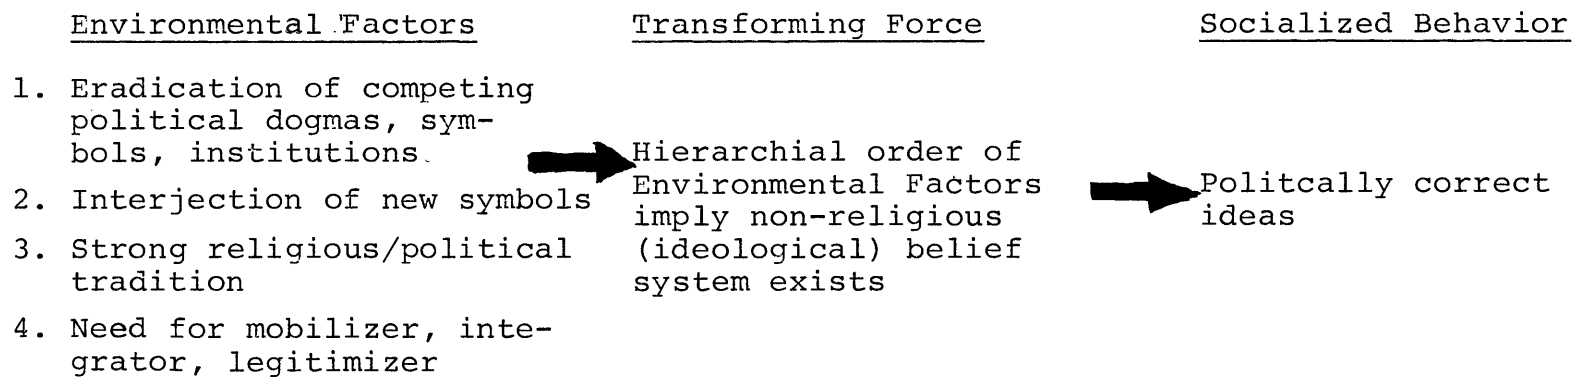 Environmental Factors
Transforming Force
Socialized Behavior
1. Eradication of competing
political dogmas, sym-
bols, institutions.
2. Interjection of new symbols
3. Strong religious/political
tradition
4. Need for mobilizer, inte-
grator, legitimizer
Hierarchial order of
Environmental Factors
imply non-religious
(ideological) belief
system exists
Politcally correct
ideas